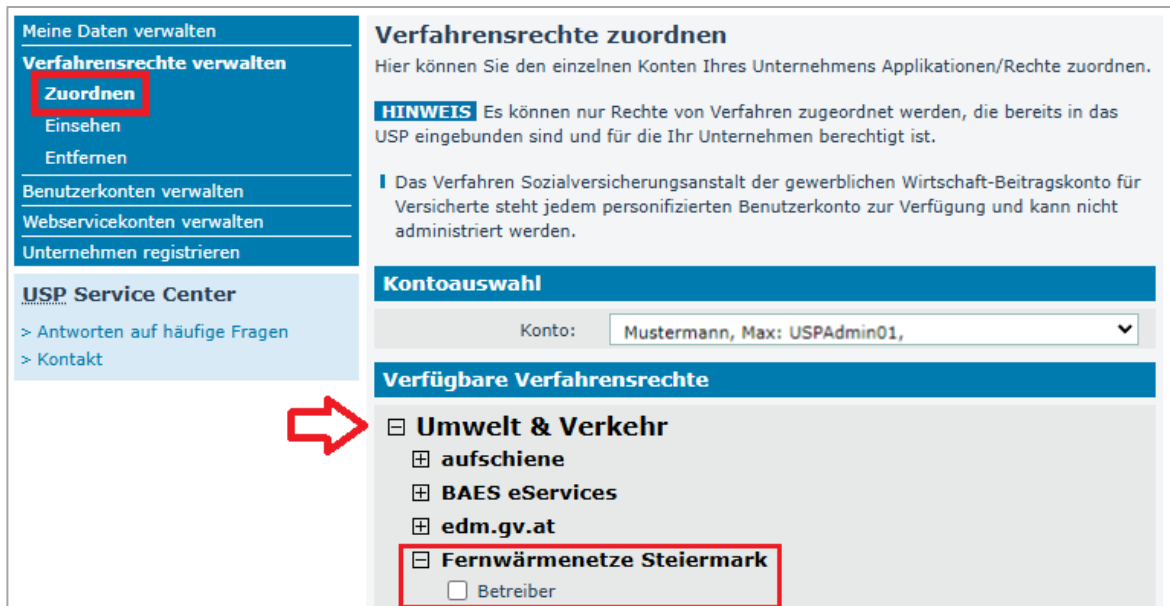 Meine Daten verwalten
Verfahrensrechte verwalten
Zuordnen
Einsehen
Entfernen
Benutzerkonten verwalten
Webservicekonten verwalten
Unternehmen registrieren
USP Service Center
> Antworten auf häufige Fragen
> Kontakt
Verfahrensrechte zuordnen
Hier können Sie den einzelnen Konten Ihres Unternehmens Applikationen/Rechte zuordnen.
HINWEIS Es können nur Rechte von Verfahren zugeordnet werden, die bereits in das
USP eingebunden sind und für die Ihr Unternehmen berechtigt ist.
Das Verfahren Sozialversicherungsanstalt der gewerblichen Wirtschaft-Beitragskonto für
Versicherte steht jedem personifizierten Benutzerkonto zur Verfügung und kann nicht
administriert werden.
Kontoauswahl
Konto: Mustermann, Max: USPAdmin01,
Verfügbare Verfahrensrechte
Umwelt & Verkehr
aufschiene
BAES eServices
edm.gv.at
Fernwärmenetze Steiermark
Betreiber